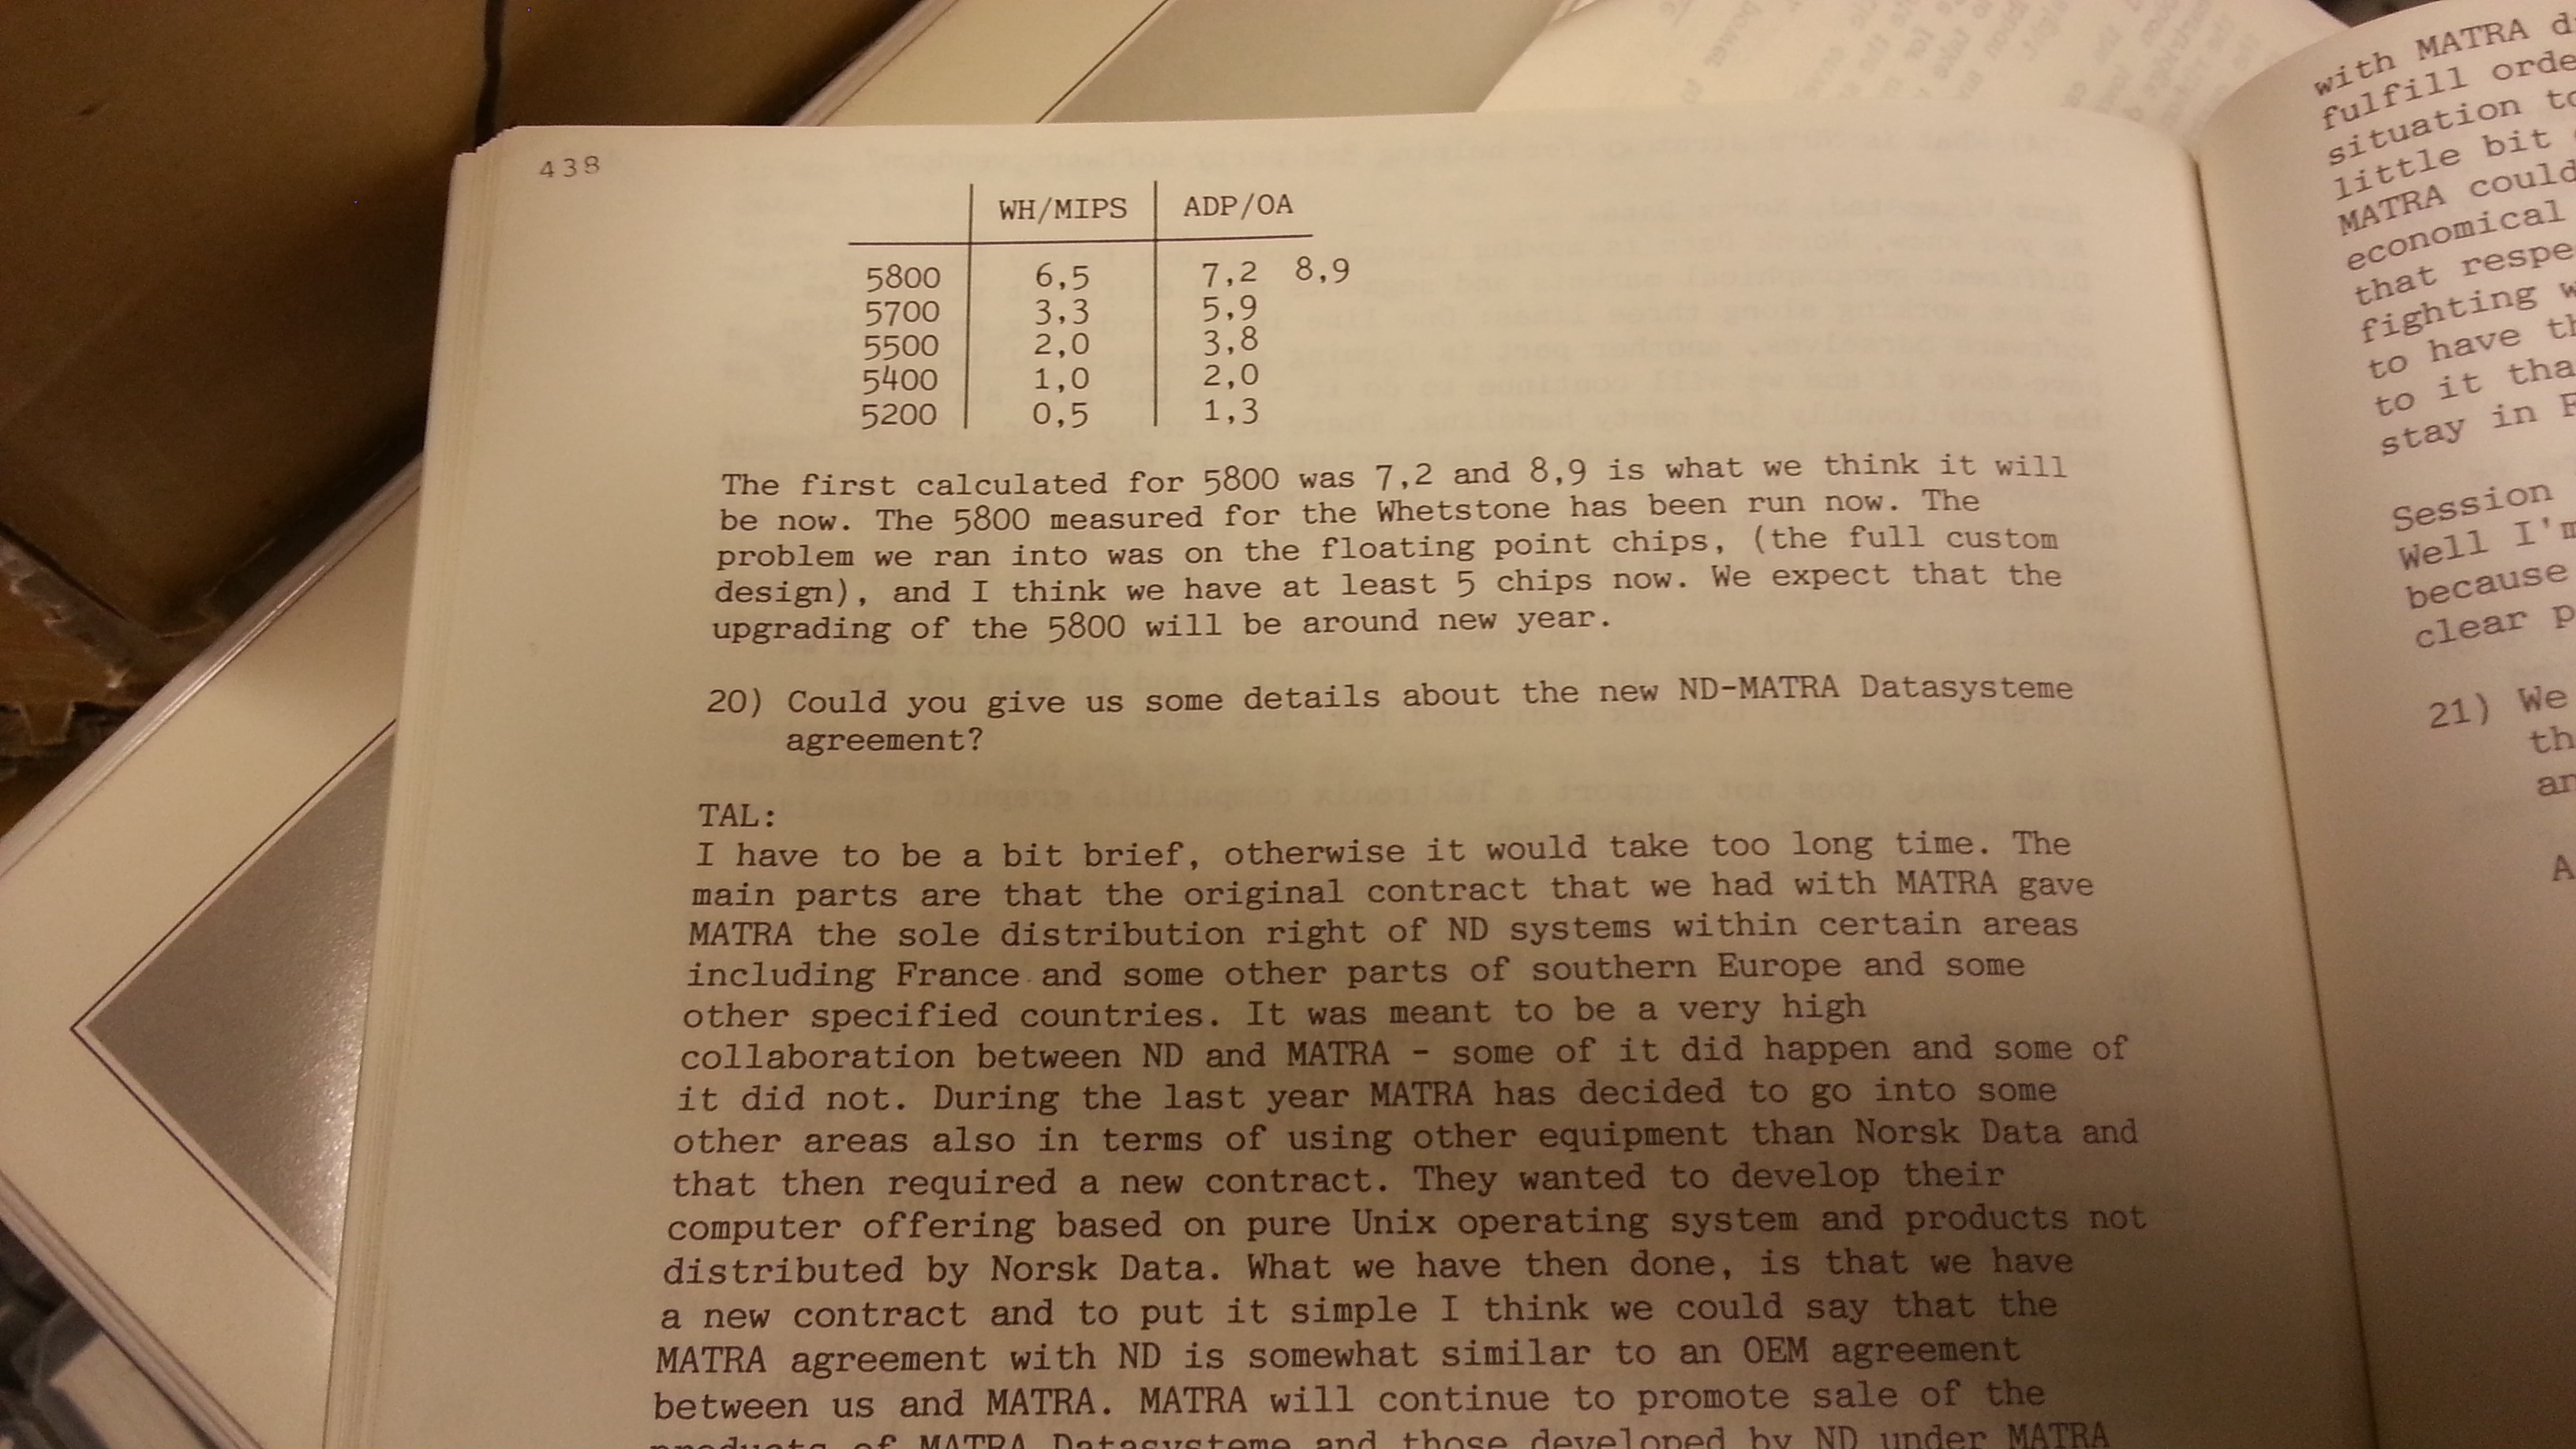 438
WH/MIPS ADP/OA
5800 6,5 7,2 8,9
5700 3,3 5,9
5500 2,0 3,8
5400 1,0 2,0
5200 0,5 1,3
The first calculated for 5800 was 7,2 and 8,9 is what we think it will
be now. The 5800 measured for the Whetstone has been run now. The
problem we ran into was on the floating point chips, (the full custom
design), and I think we have at least 5 chips now. We expect that the
upgrading of the 5800 will be around new year.
20) Could you give us some details about the new ND-MATRA Datasysteme
agreement?
TAL:
I have to be a bit brief, otherwise it would take too long time. The
main parts are that the original contract that we had with MATRA gave
MATRA the sole distribution right of ND systems within certain areas
including France and some other parts of southern Europe and some
other specified countries. It was meant to be a very high
collaboration between ND and MATRA - some of it did happen and some of
it did not. During the last year MATRA has decided to go into some
other areas also in terms of using other equipment than Norsk Data and
that then required a new contract. They wanted to develop their
computer offering based on pure Unix operating system and products not
distributed by Norsk Data. What we have then done, is that we have
a new contract and to put it simple I think we could say that the
MATRA agreement with ND is somewhat similar to an OEM agreement
between us and MATRA. MATRA will continue to promote sale of the
products of MATRA Datasysteme and those developed by ND under MATRA
with MATRA
fulfill
situation
little bit
MATRA could
economical
that
fighting
to have
to it
stay in
Session
Well
because
clear
21) We